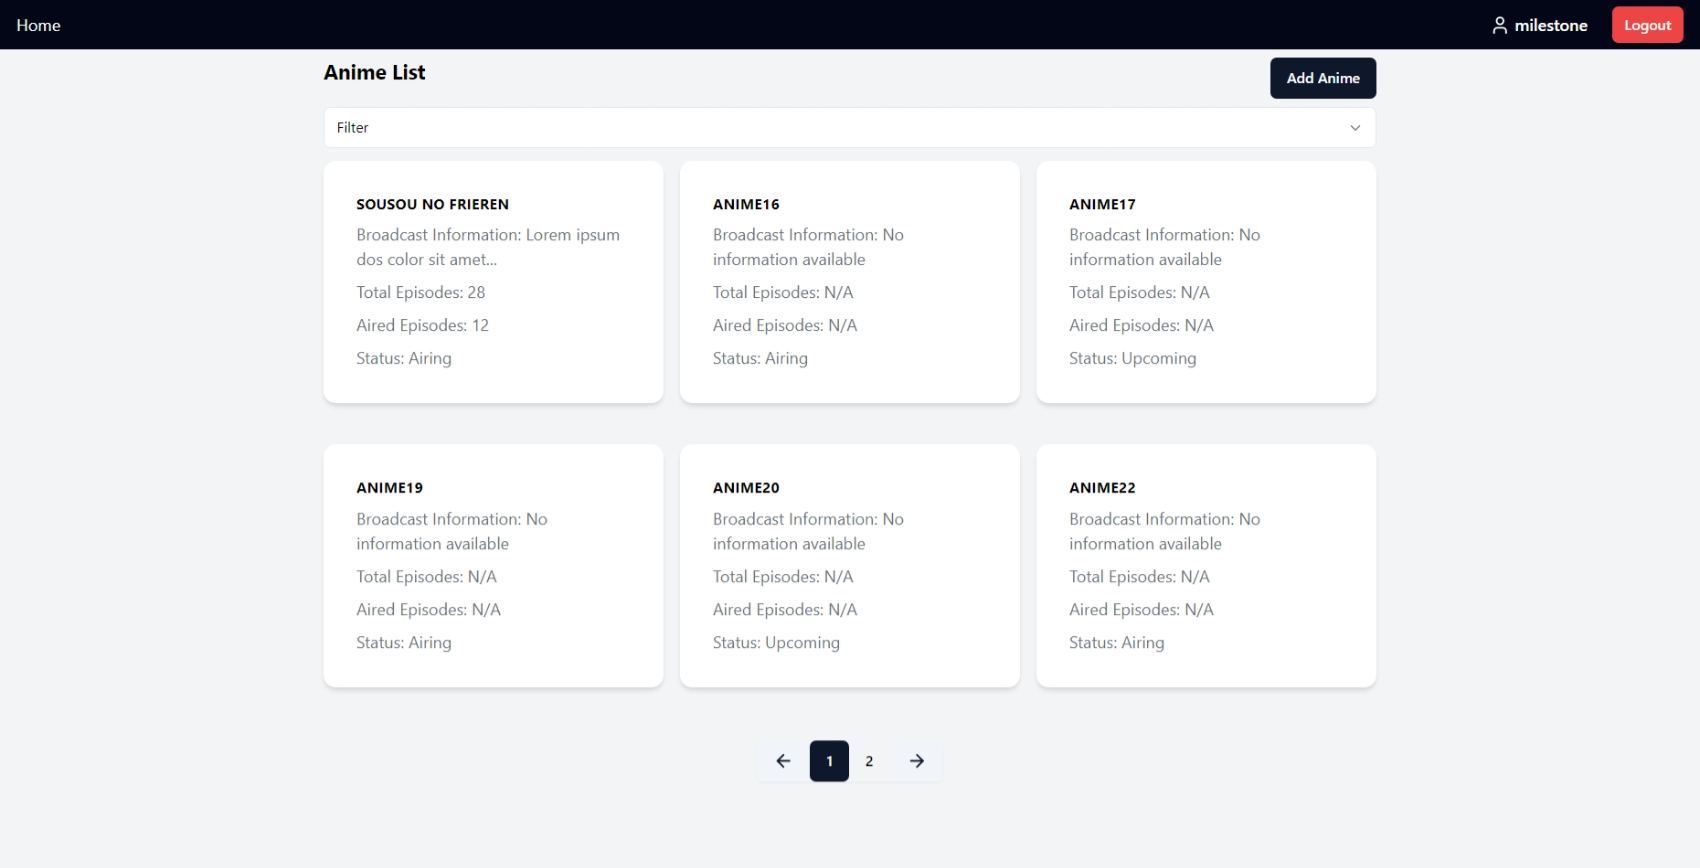 Home
milestone
Logout
Anime List
Add Anime
Filter
SOUSOU NO FRIEREN
Broadcast Information: Lorem ipsum
dos color sit amet...
Total Episodes: 28
Aired Episodes: 12
Status: Airing
ANIME16
Broadcast Information: No
information available
Total Episodes: N/A
Aired Episodes: N/A
Status: Airing
ANIME17
Broadcast Information: No
information available
Total Episodes: N/A
Aired Episodes: N/A
Status: Upcoming
ANIME19
Broadcast Information: No
information available
Total Episodes: N/A
Aired Episodes: N/A
Status: Airing
ANIME20
Broadcast Information: No
information available
Total Episodes: N/A
Aired Episodes: N/A
Status: Upcoming
ANIME22
Broadcast Information: No
information available
Total Episodes: N/A
Aired Episodes: N/A
Status: Airing
1
2